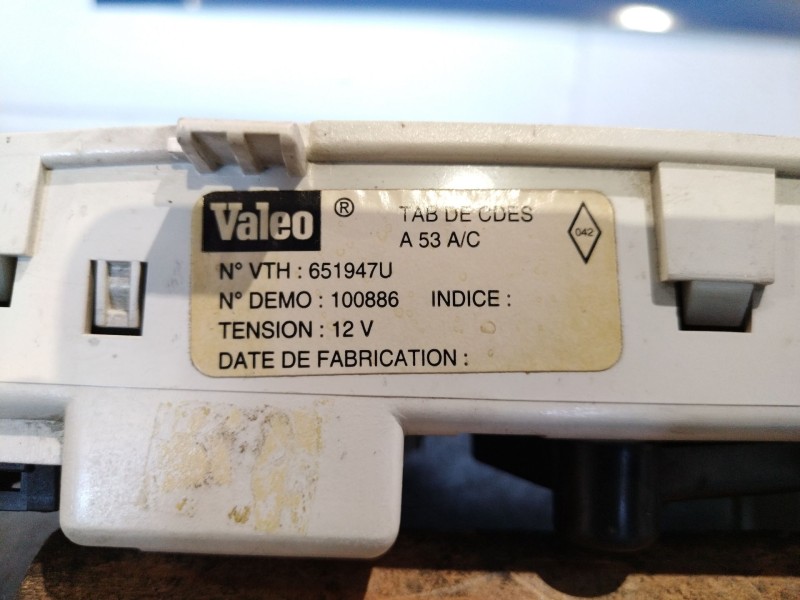 Valeo ® TAB DE CDES
A 53 A/C
042
N° VTH : 651947U
N° DEMO : 100886 INDICE :
TENSION : 12 V
DATE DE FABRICATION :